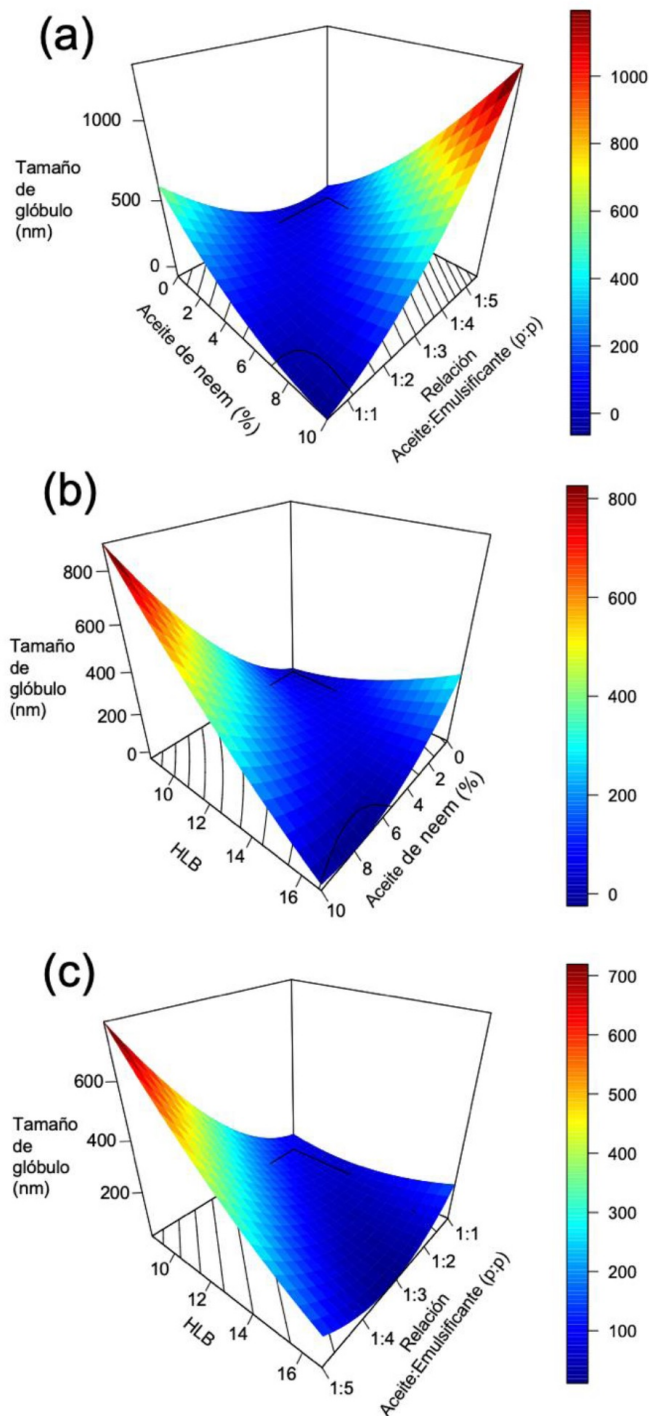 (a)
1000
500
0
Tamaño
de
glóbulo
(nm)
0
2
4
6
8
10
Aceite de neem (%)
1:1
1:2
1:3
1:4
1:5
Relación
Aceite:Emulsificante (p:p)
1000
800
600
400
200
0
(b)
800
600
400
200
0
Tamaño
de
glóbulo
(nm)
10
12
14
16
HLB
10
8
6
4
2
0
Aceite de neem (%)
800
600
400
200
0
(c)
600
400
200
Tamaño
de
glóbulo
(nm)
10
12
14
16
HLB
1:5
1:4
1:3
1:2
1:1
Relación
Aceite:Emulsificante (p:p)
700
600
500
400
300
200
100